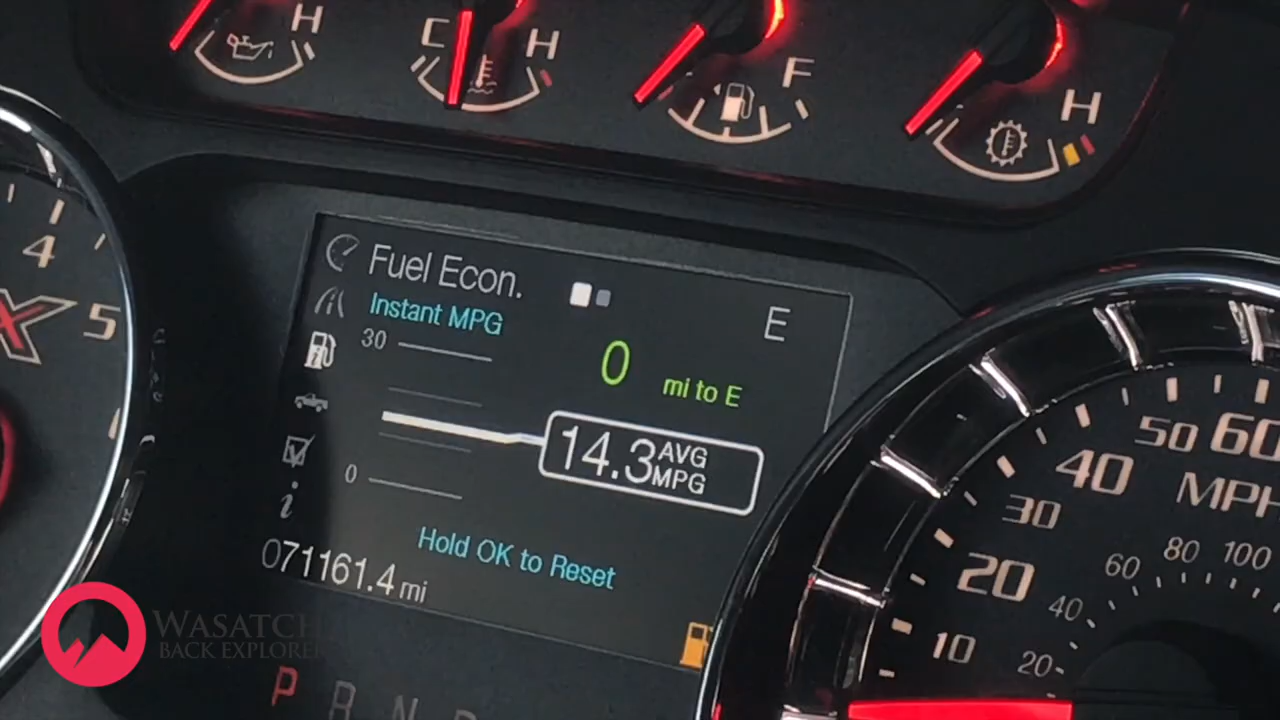 H
C H
F
H
4
5
X
Fuel Econ.
E
Instant MPG
30
0 mi to E
14.3 AVG MPG
0
Hold OK to Reset
071161.4 mi
P R N D
10 20 30 40 50 60
MPH
20 40 60 80 100
WASATCH
BACK EXPLORER